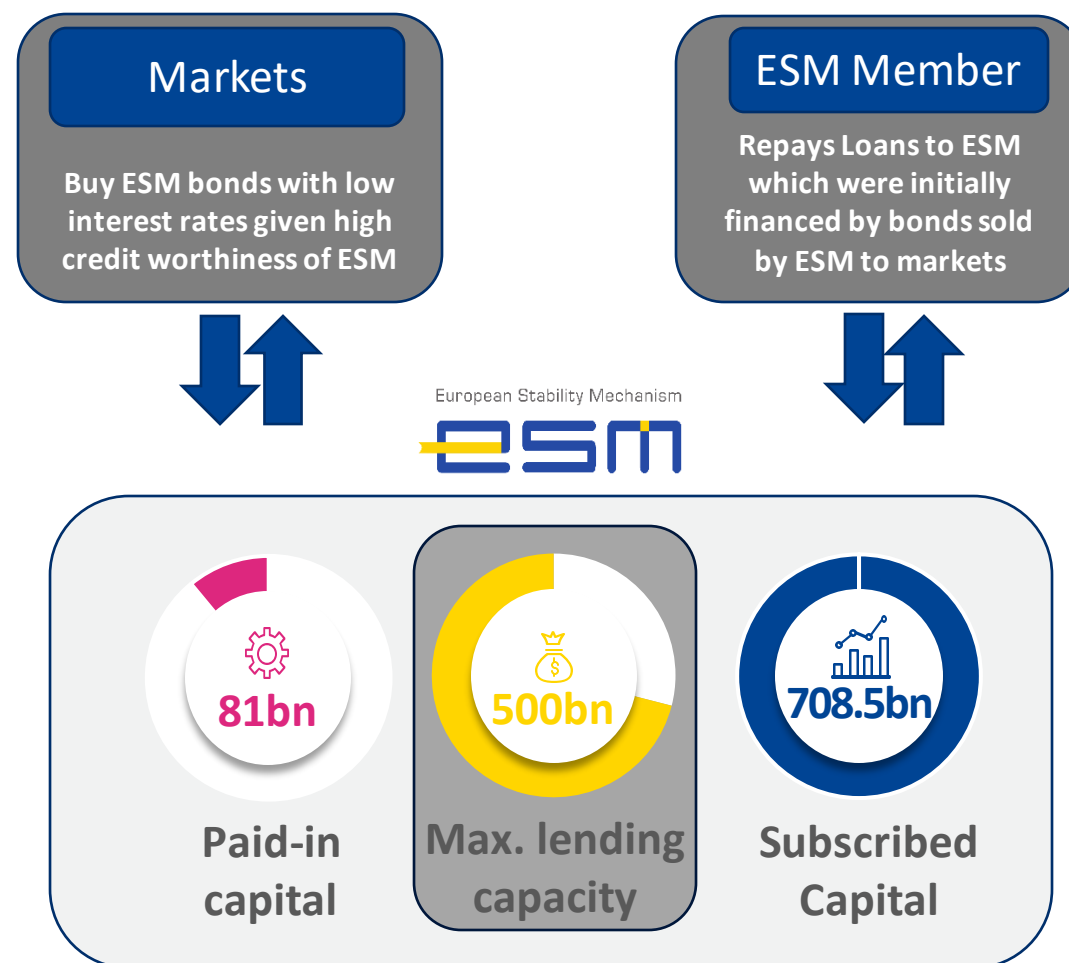 Markets
Buy ESM bonds with low
interest rates given high
credit worthiness of ESM
ESM Member
Repays Loans to ESM
which were initially
financed by bonds sold
by ESM to markets
European Stability Mechanism
esm
81bn
Paid-in
capital
$
500bn
Max. lending
capacity
708.5bn
Subscribed
Capital